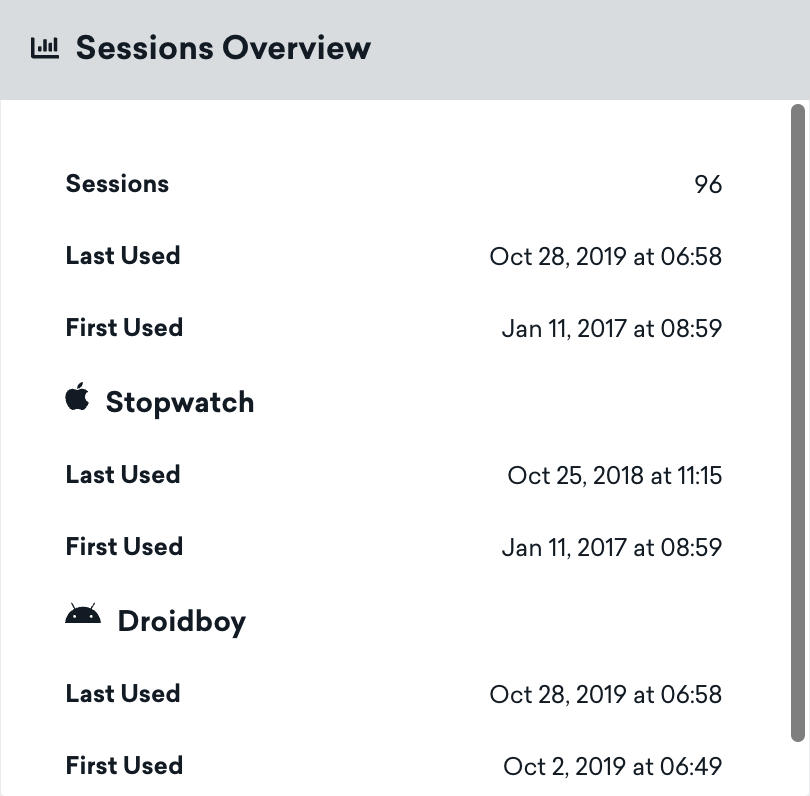 Sessions Overview
Sessions 96
Last Used Oct 28, 2019 at 06:58
First Used Jan 11, 2017 at 08:59
Stopwatch
Last Used Oct 25, 2018 at 11:15
First Used Jan 11, 2017 at 08:59
Droidboy
Last Used Oct 28, 2019 at 06:58
First Used Oct 2, 2019 at 06:49